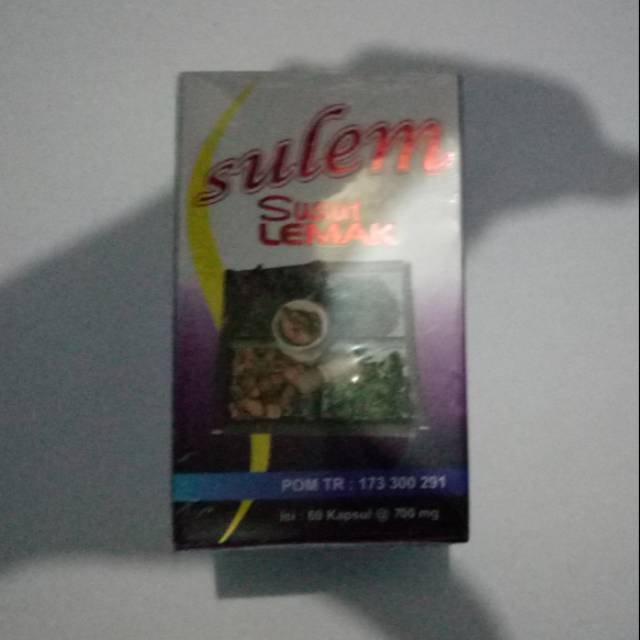 sulem
Susut
LEMAK
POM TR : 173 300 291
Isi : 60 Kapsul @ 700 mg